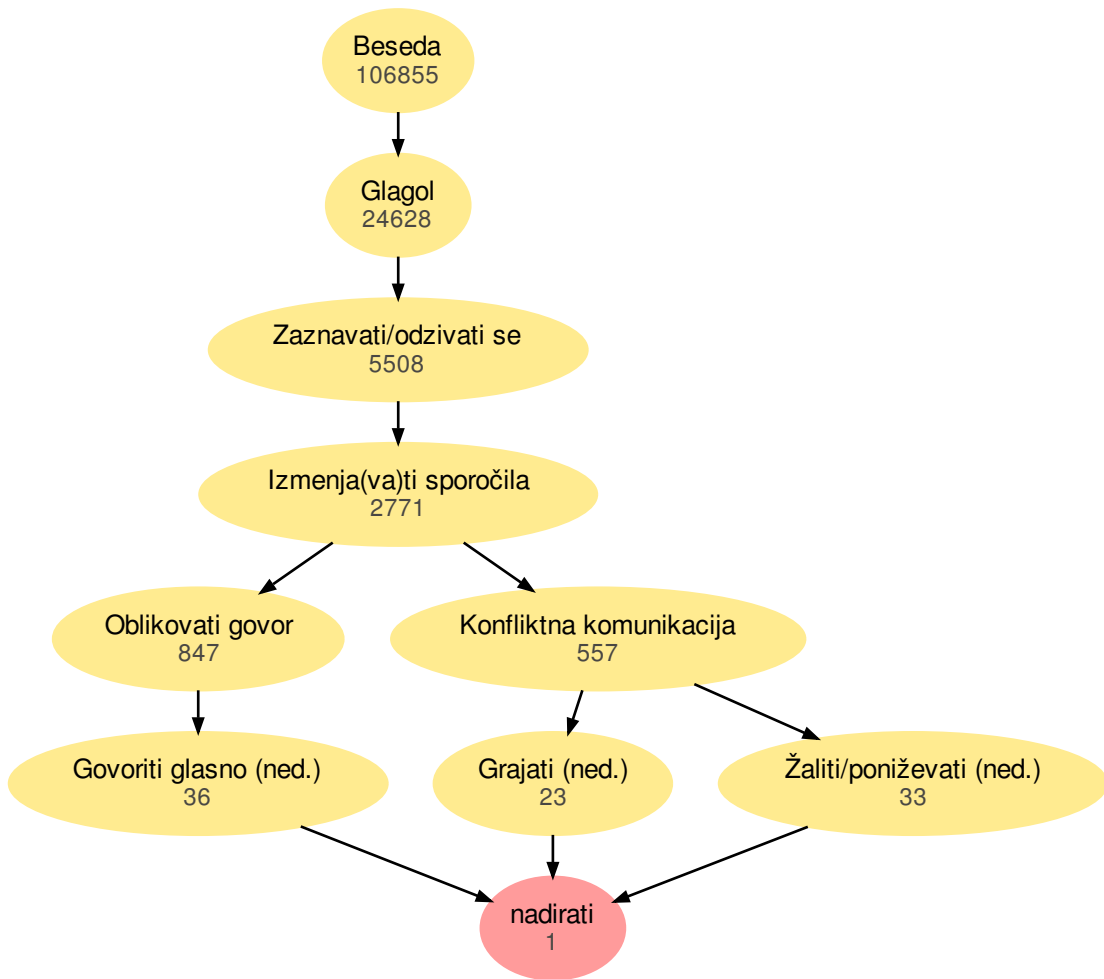 Beseda
106855
Glagol
24628
Zaznavati/odzivati se
5508
Izmenja(va)ti sporočila
2771
Oblikovati govor
847
Konfliktna komunikacija
557
Govoriti glasno (ned.)
36
Grajati (ned.)
23
Žaliti/poniževati (ned.)
33
nadirati
1